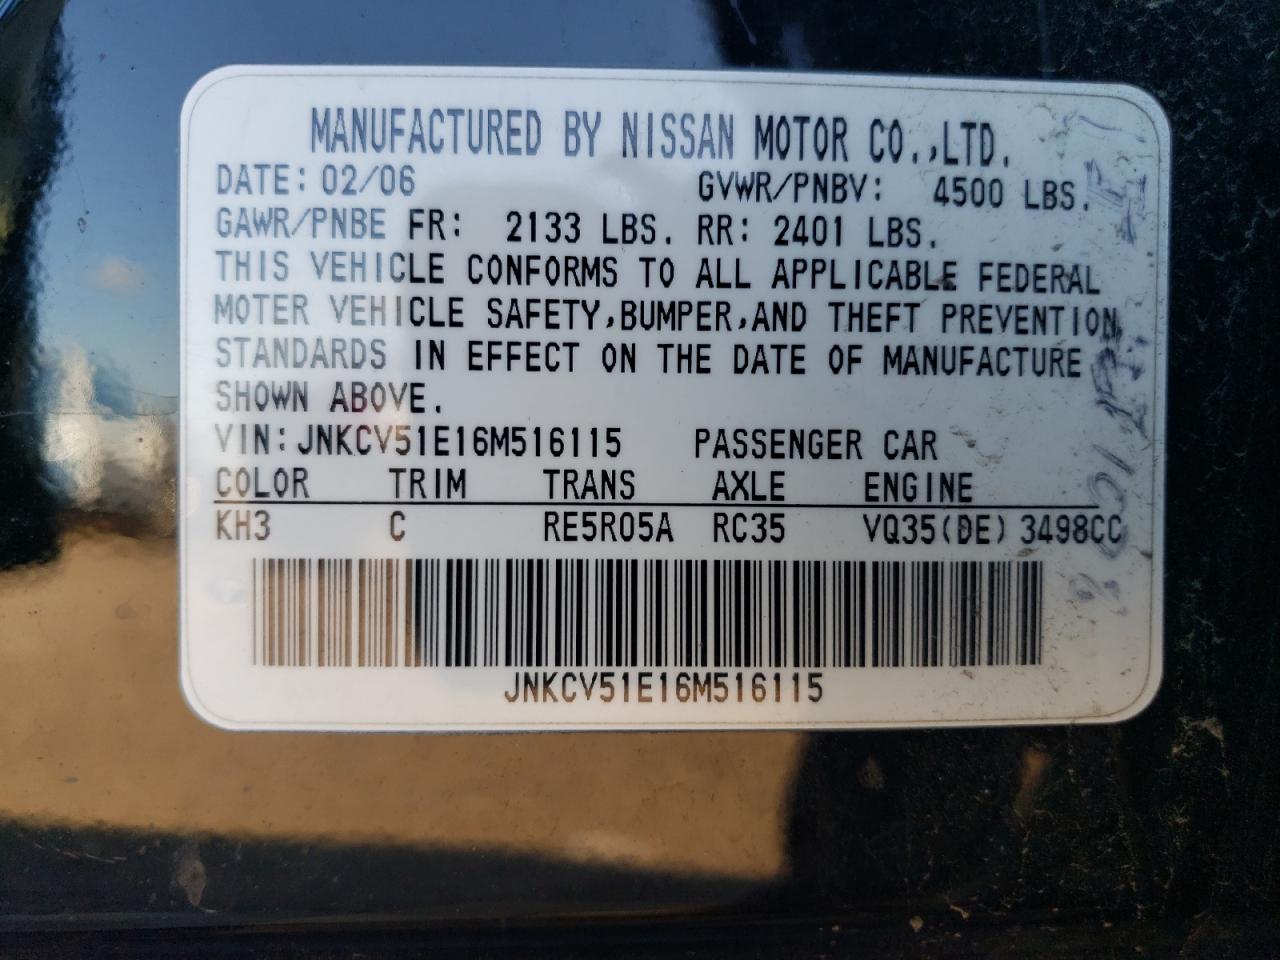 MANUFACTURED BY NISSAN MOTOR CO.,LTD.
DATE: 02/06 GVWR/PNBV: 4500 LBS.
GAWR/PNBE FR: 2133 LBS. RR: 2401 LBS.
THIS VEHICLE CONFORMS TO ALL APPLICABLE FEDERAL
MOTER VEHICLE SAFETY,BUMPER,AND THEFT PREVENTION
STANDARDS IN EFFECT ON THE DATE OF MANUFACTURE
SHOWN ABOVE.
VIN:JNKCV51E16M516115 PASSENGER CAR
COLOR TRIM TRANS AXLE ENGINE
KH3 C RE5R05A RC35 VQ35(DE) 3498CC
JNKCV51E16M516115